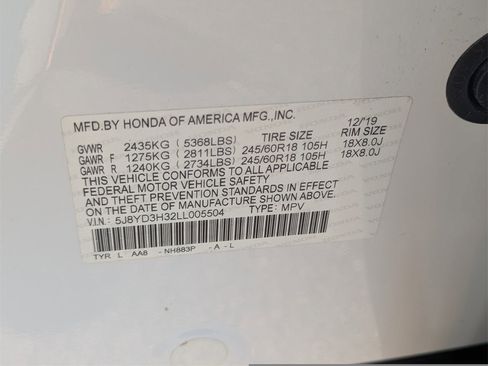 MFD.BY HONDA OF AMERICA MFG.,INC. 12/'19
GVWR 2435KG (5368LBS) TIRE SIZE RIM SIZE
GAWR F 1275KG (2811LBS) 245/60R18 105H 18X8.0J
GAWR R 1240KG (2734LBS) 245/60R18 105H 18X8.0J
THIS VEHICLE CONFORMS TO ALL APPLICABLE
FEDERAL MOTOR VEHICLE SAFETY, BUMPER,
AND THEFT PREVENTION STANDARDS IN EFFECT
ON THE DATE OF MANUFACTURE SHOWN ABOVE.
V.I.N: 5J8YD3H32LL005504 TYPE: MPV
TYR L AA8 -NH883P -A-L